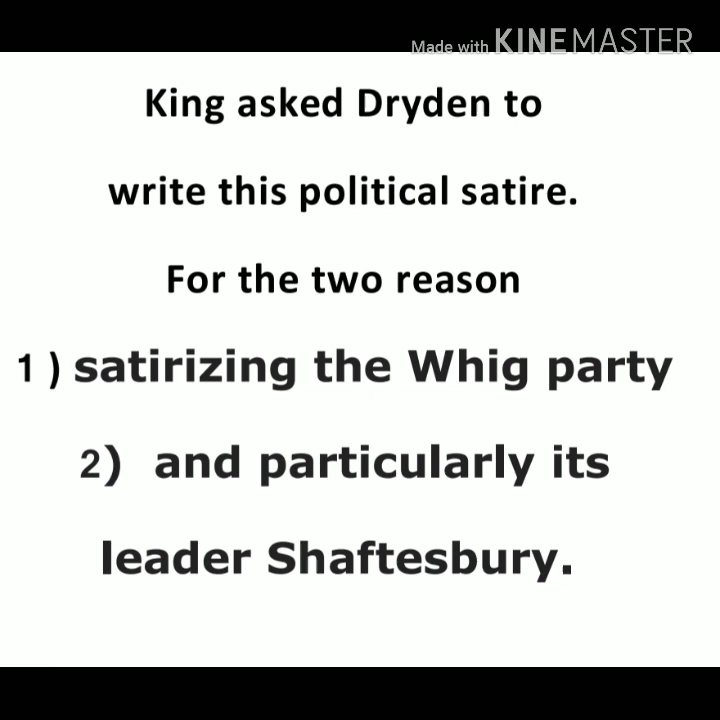 Made with KINEMASTER
King asked Dryden to
write this political satire.
For the two reason
1 ) satirizing the Whig party
2) and particularly its
leader Shaftesbury.